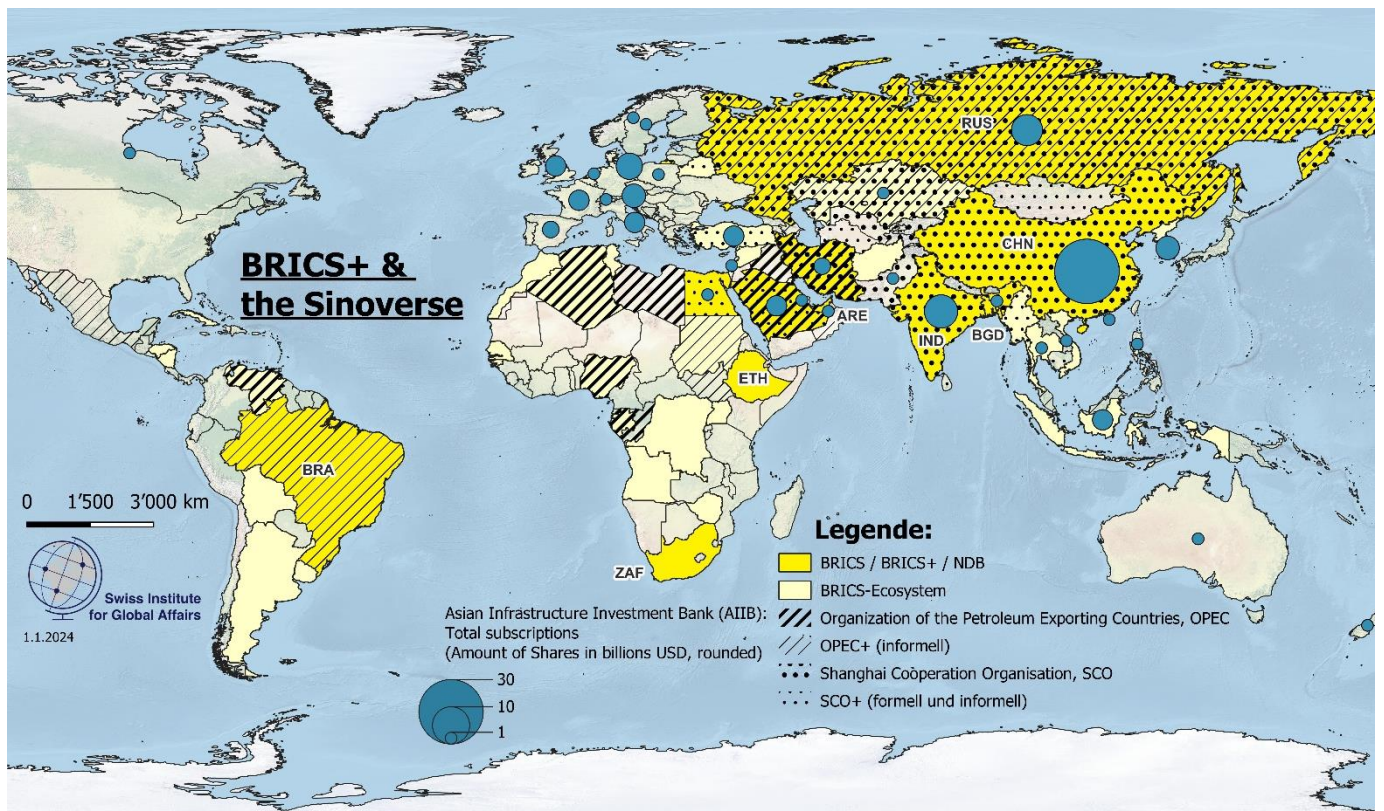 BRICS+ &
the Sinoverse
RUS
CHN
IND
BGD
ARE
ETH
BRA
ZAF
0 1'500 3'000 km
Swiss Institute
for Global Affairs
1.1.2024
Asian Infrastructure Investment Bank (AIIB):
Total subscriptions
(Amount of Shares in billions USD, rounded)
30
10
1
Legende:
BRICS / BRICS+ / NDB
BRICS-Ecosystem
Organization of the Petroleum Exporting Countries, OPEC
OPEC+ (informell)
Shanghai Coòperation Organisation, SCO
SCO+ (formell und informell)